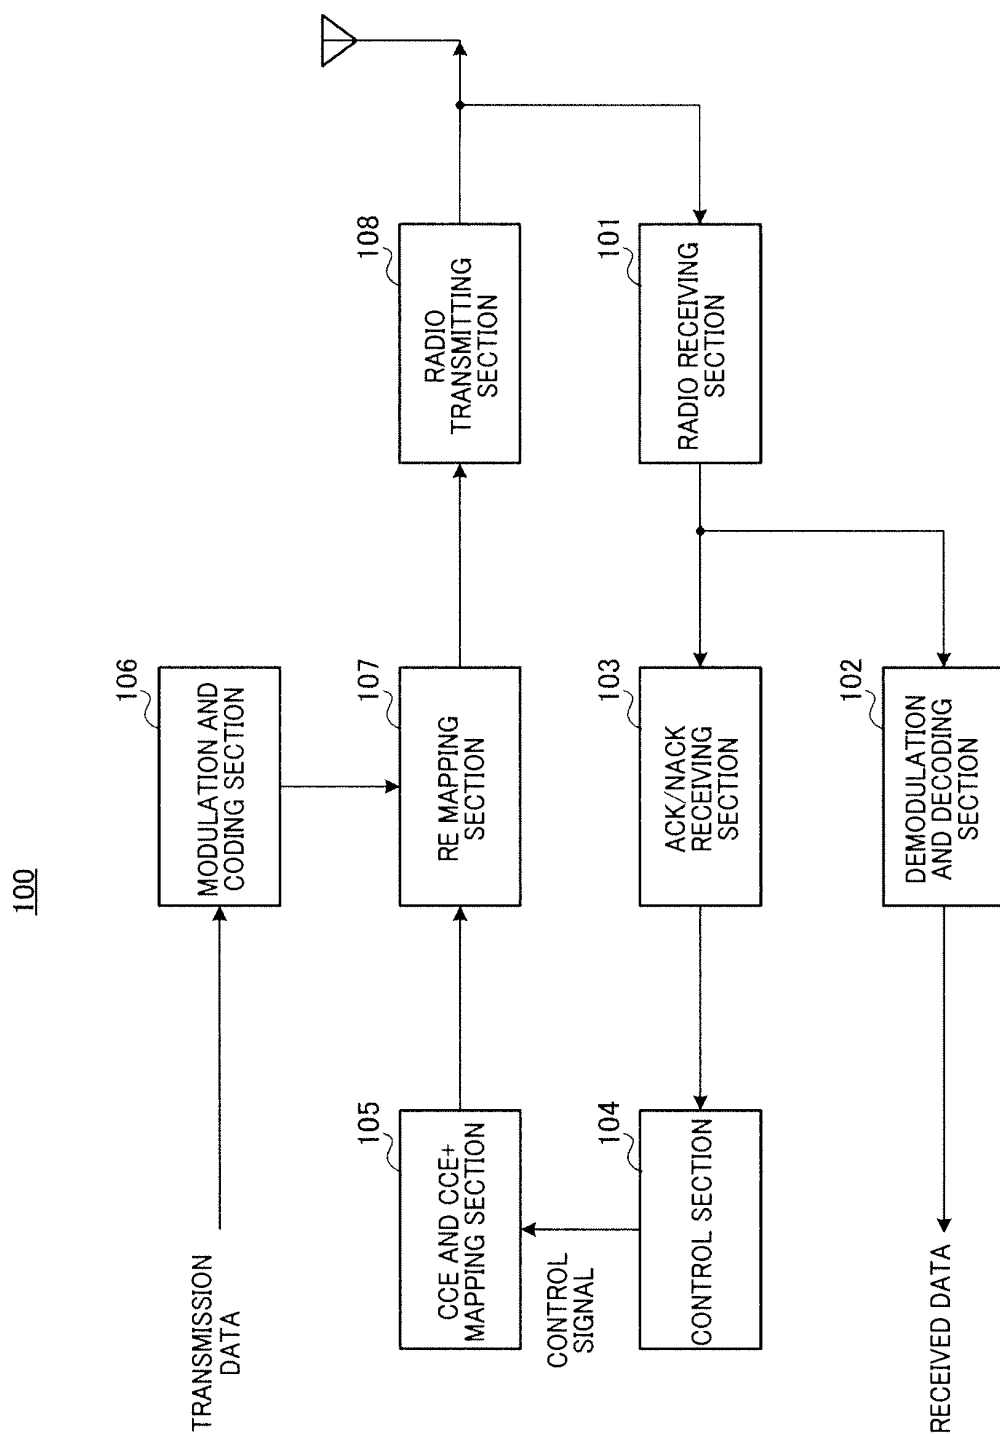 100
TRANSMISSION
DATA
106
MODULATION AND
CODING SECTION
105
CCE AND CCE+
MAPPING SECTION
107
RE MAPPING
SECTION
108
RADIO
TRANSMITTING
SECTION
CONTROL
SIGNAL
104
CONTROL SECTION
103
ACK/NACK
RECEIVING
SECTION
101
RADIO RECEIVING
SECTION
RECEIVED DATA
102
DEMODULATION
AND DECODING
SECTION